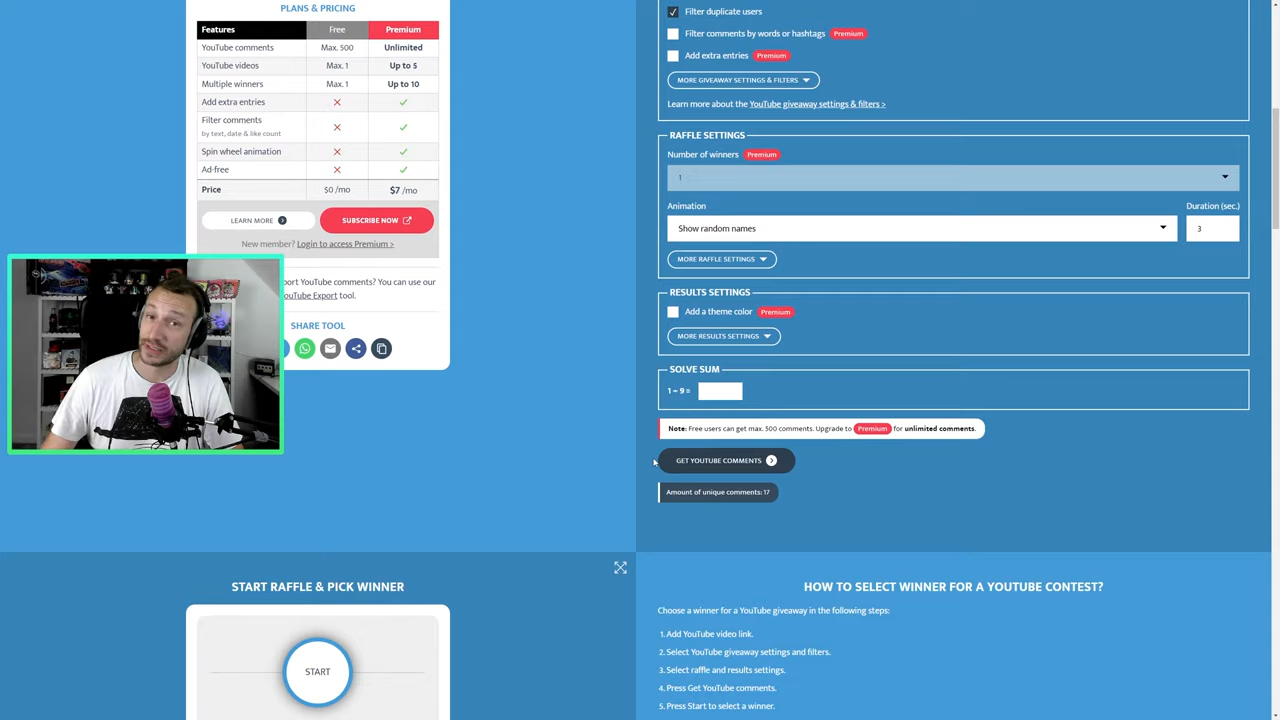 PLANS & PRICING
Features Free Premium
YouTube comments Max. 500 Unlimited
YouTube videos Max. 1 Up to 5
Multiple winners Max. 1 Up to 10
Add extra entries
Filter comments
by text, date & like count
Spin wheel animation
Ad-free
Price $0 /mo $7 /mo
LEARN MORE SUBSCRIBE NOW
New member? Login to access Premium >
port YouTube comments? You can use our
ouTube Export tool.
SHARE TOOL
START RAFFLE & PICK WINNER
START
Filter duplicate users
Filter comments by words or hashtags Premium
Add extra entries Premium
MORE GIVEAWAY SETTINGS & FILTERS
Learn more about the YouTube giveaway settings & filters >
RAFFLE SETTINGS
Number of winners Premium
1
Animation Duration (sec.)
Show random names 3
MORE RAFFLE SETTINGS
RESULTS SETTINGS
Add a theme color Premium
MORE RESULTS SETTINGS
SOLVE SUM
Note: Free users can get max. 500 comments. Upgrade to Premium for unlimited comments.
GET YOUTUBE COMMENTS
Amount of unique comments: 17
HOW TO SELECT WINNER FOR A YOUTUBE CONTEST?
Choose a winner for a YouTube giveaway in the following steps:
1. Add YouTube video link.
2. Select YouTube giveaway settings and filters.
3. Select raffle and results settings.
4. Press Get YouTube comments.
5. Press Start to select a winner.